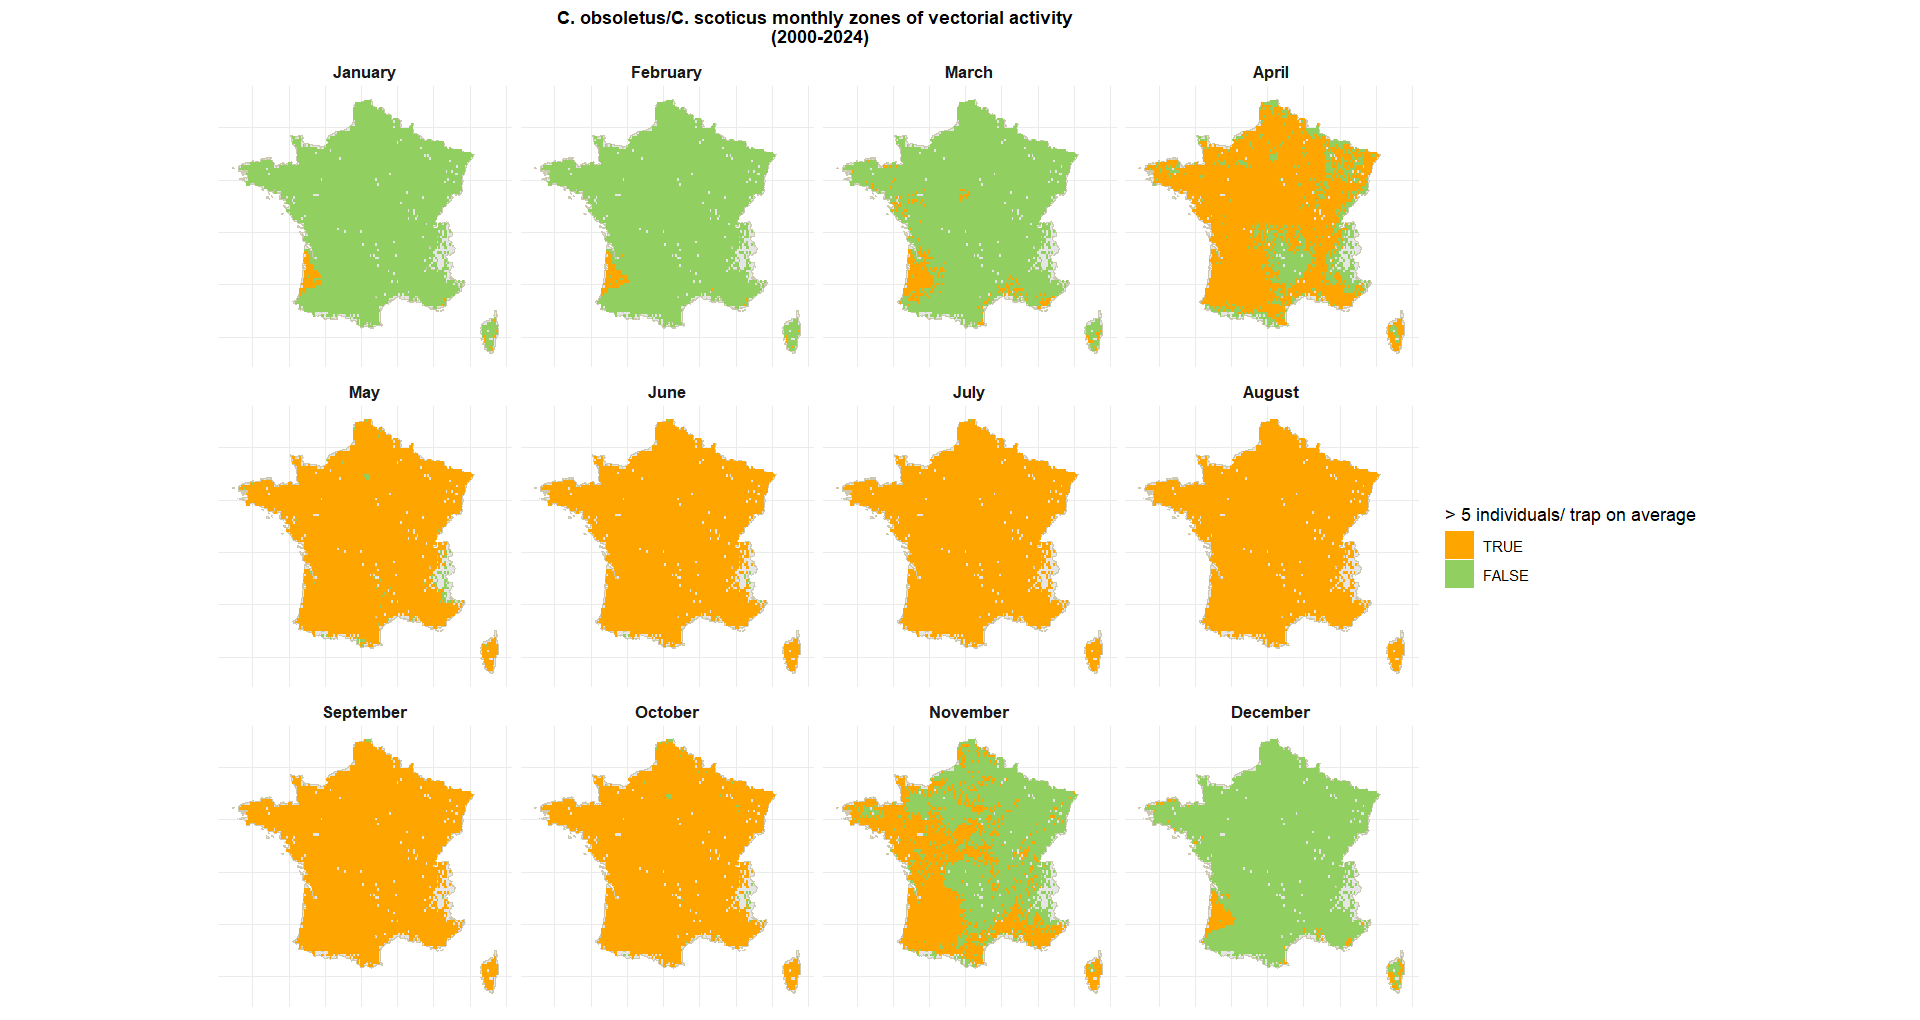 C. obsoletus/C. scoticus monthly zones of vectorial activity
(2000-2024)
January
February
March
April
May
June
July
August
September
October
November
December
> 5 individuals/ trap on average
TRUE
FALSE